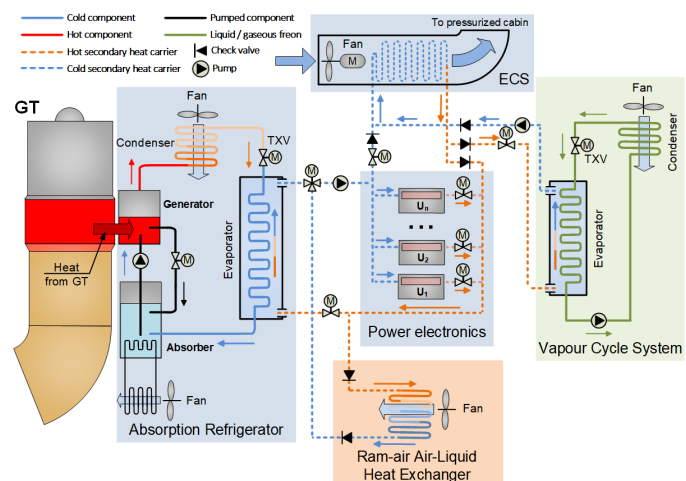 Cold component
Hot component
Hot secondary heat carrier
Cold secondary heat carrier
Pumped component
Liquid / gaseous freon
Check valve
Pump
To pressurized cabin
Fan
M
ECS
GT
Fan
Condenser
TXV
M
Generator
Heat
from GT
M
Absorber
Evaporator
Fan
Absorption Refrigerator
M
M
M
Un
M
...
U2
M
U1
M
Power electronics
M
Fan
Ram-air Air-Liquid
Heat Exchanger
M
Fan
TXV
M
Condenser
Evaporator
Vapour Cycle System